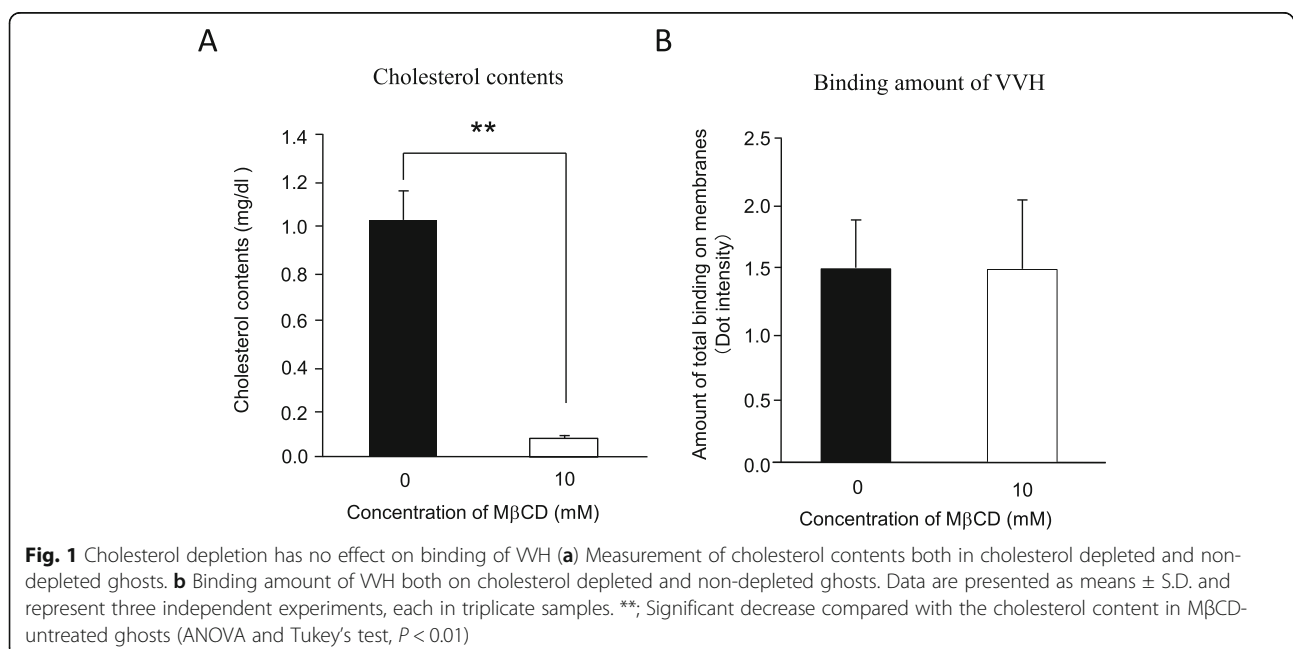 A
B
Cholesterol contents
Binding amount of VVH
**
Cholesterol contents (mg/dl )
1.4
1.2
1.0
0.8
0.6
0.4
0.2
0.0
0
10
Concentration of MβCD (mM)
Amount of total binding on membranes
(Dot intensity)
2.5
2.0
1.5
1.0
0.5
0.0
0
10
Concentration of MβCD (mM)
Fig. 1 Cholesterol depletion has no effect on binding of VVH (a) Measurement of cholesterol contents both in cholesterol depleted and non-
depleted ghosts. b Binding amount of VVH both on cholesterol depleted and non-depleted ghosts. Data are presented as means ± S.D. and
represent three independent experiments, each in triplicate samples. **; Significant decrease compared with the cholesterol content in MβCD-
untreated ghosts (ANOVA and Tukey's test, P < 0.01)